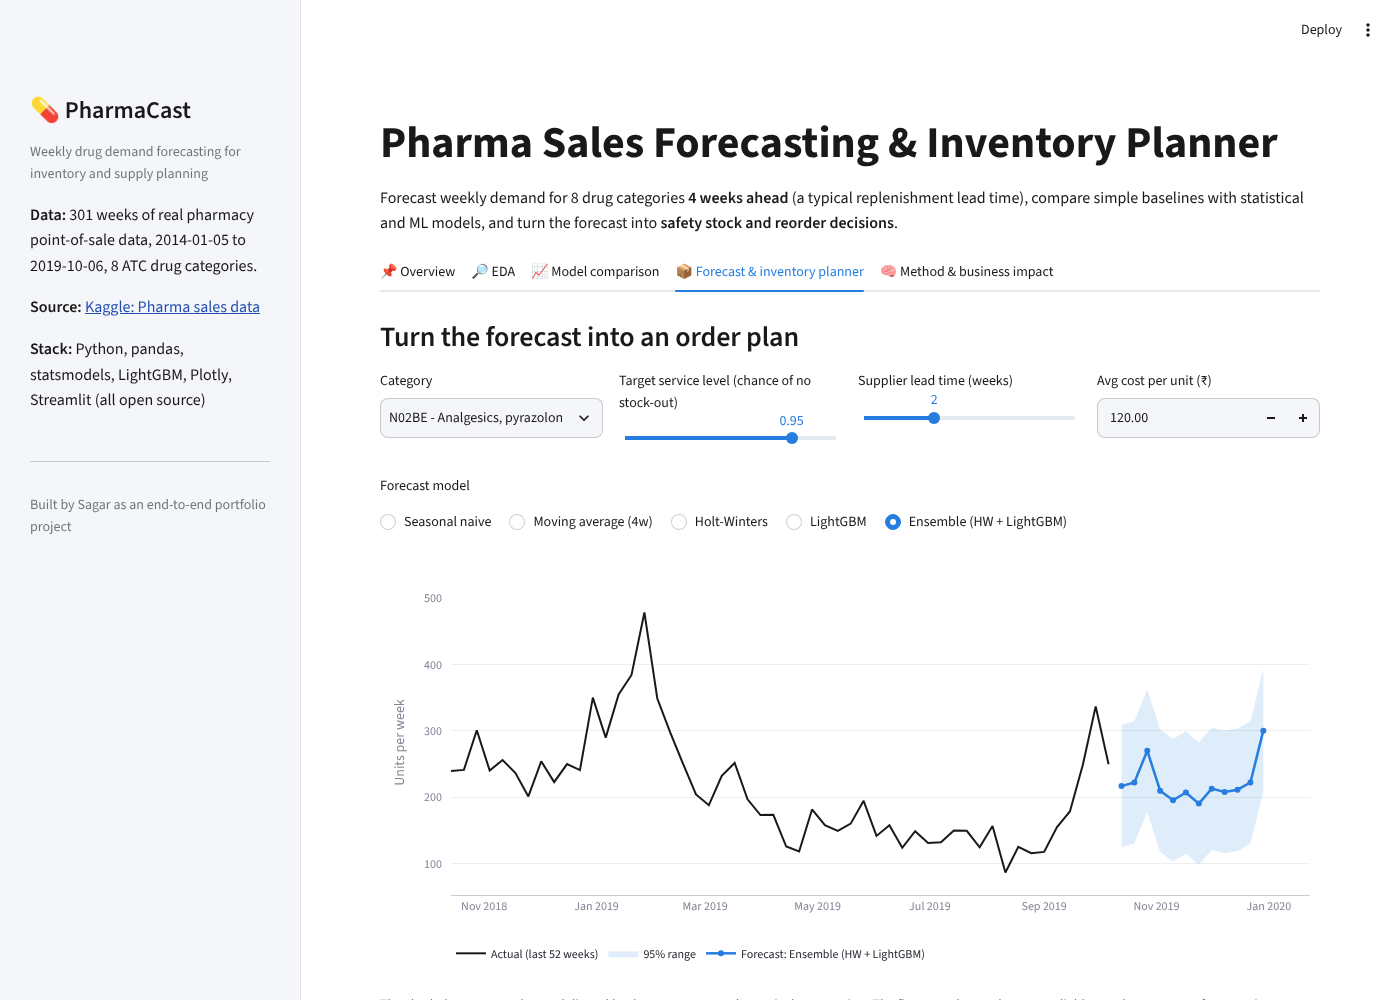 Deploy
💊 PharmaCast
Weekly drug demand forecasting for
inventory and supply planning
Data: 301 weeks of real pharmacy
point-of-sale data, 2014-01-05 to
2019-10-06, 8 ATC drug categories.
Source: Kaggle: Pharma sales data
Stack: Python, pandas,
statsmodels, LightGBM, Plotly,
Streamlit (all open source)
Built by Sagar as an end-to-end portfolio
project
Pharma Sales Forecasting & Inventory Planner
Forecast weekly demand for 8 drug categories 4 weeks ahead (a typical replenishment lead time), compare simple baselines with statistical
and ML models, and turn the forecast into safety stock and reorder decisions.
📌 Overview 🔎 EDA 📈 Model comparison 📦 Forecast & inventory planner 🧠 Method & business impact
Turn the forecast into an order plan
Category
N02BE - Analgesics, pyrazolon
Target service level (chance of no
stock-out)
0.95
Supplier lead time (weeks)
2
Avg cost per unit (₹)
120.00
Forecast model
Seasonal naive Moving average (4w) Holt-Winters LightGBM Ensemble (HW + LightGBM)
Units per week
500
400
300
200
100
Nov 2018 Jan 2019 Mar 2019 May 2019 Jul 2019 Sep 2019 Nov 2019 Jan 2020
Actual (last 52 weeks) 95% range Forecast: Ensemble (HW + LightGBM)